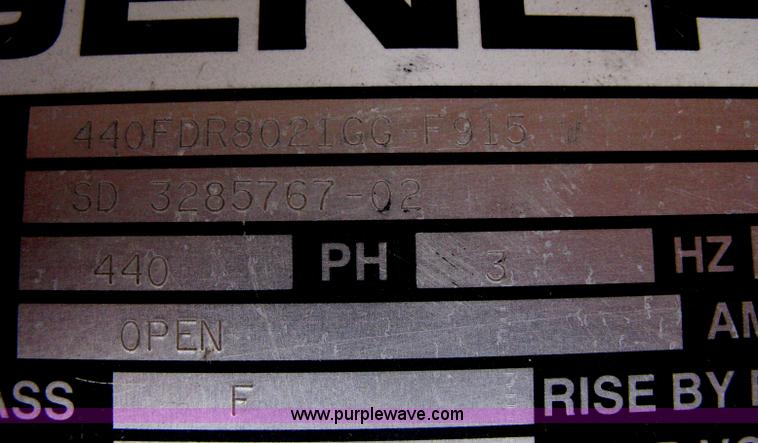 440FDR8021GG-F915 W
SD 3285767-02
440 PH 3 HZ
OPEN AM
ASS F RISE BY
www.purplewave.com